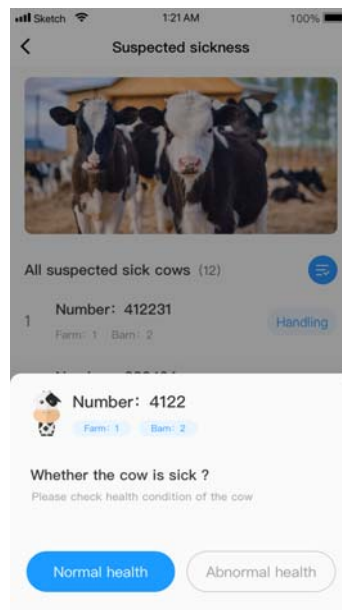 Sketch 1:21 AM 100%
Suspected sickness
All suspected sick cows (12)
1 Number: 412231 Handling
Farm: 1 Barn: 2
Number: 4122
Farm: 1 Barn: 2
Whether the cow is sick ?
Please check health condition of the cow
Normal health Abnormal health